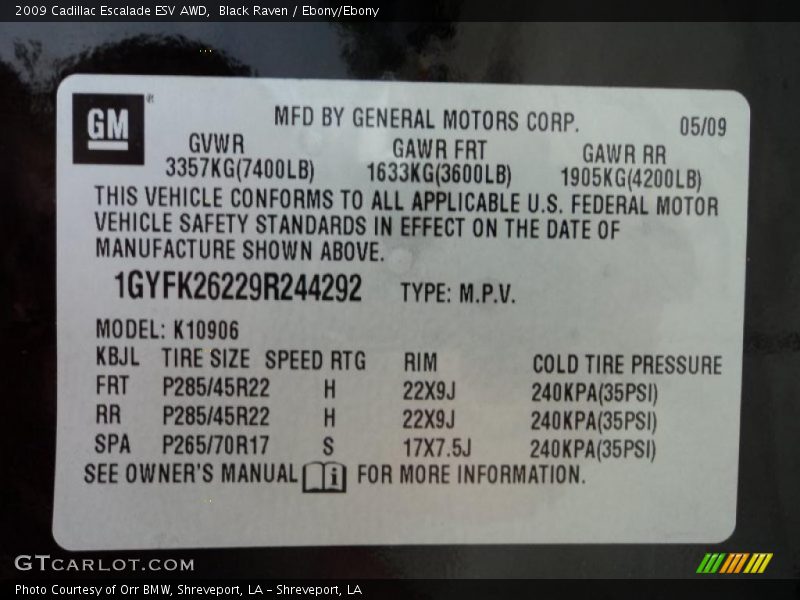 2009 Cadillac Escalade ESV AWD, Black Raven / Ebony/Ebony
GM
MFD BY GENERAL MOTORS CORP. 05/09
GVWR GAWR FRT GAWR RR
3357KG(7400LB) 1633KG(3600LB) 1905KG(4200LB)
THIS VEHICLE CONFORMS TO ALL APPLICABLE U.S. FEDERAL MOTOR
VEHICLE SAFETY STANDARDS IN EFFECT ON THE DATE OF
MANUFACTURE SHOWN ABOVE.
1GYFK26229R244292 TYPE: M.P.V.
MODEL: K10906
KBJL TIRE SIZE SPEED RTG RIM COLD TIRE PRESSURE
FRT P285/45R22 H 22X9J 240KPA(35PSI)
RR P285/45R22 H 22X9J 240KPA(35PSI)
SPA P265/70R17 S 17X7.5J 240KPA(35PSI)
SEE OWNER'S MANUAL i FOR MORE INFORMATION.
GTCARLOT.COM
Photo Courtesy of Orr BMW, Shreveport, LA – Shreveport, LA